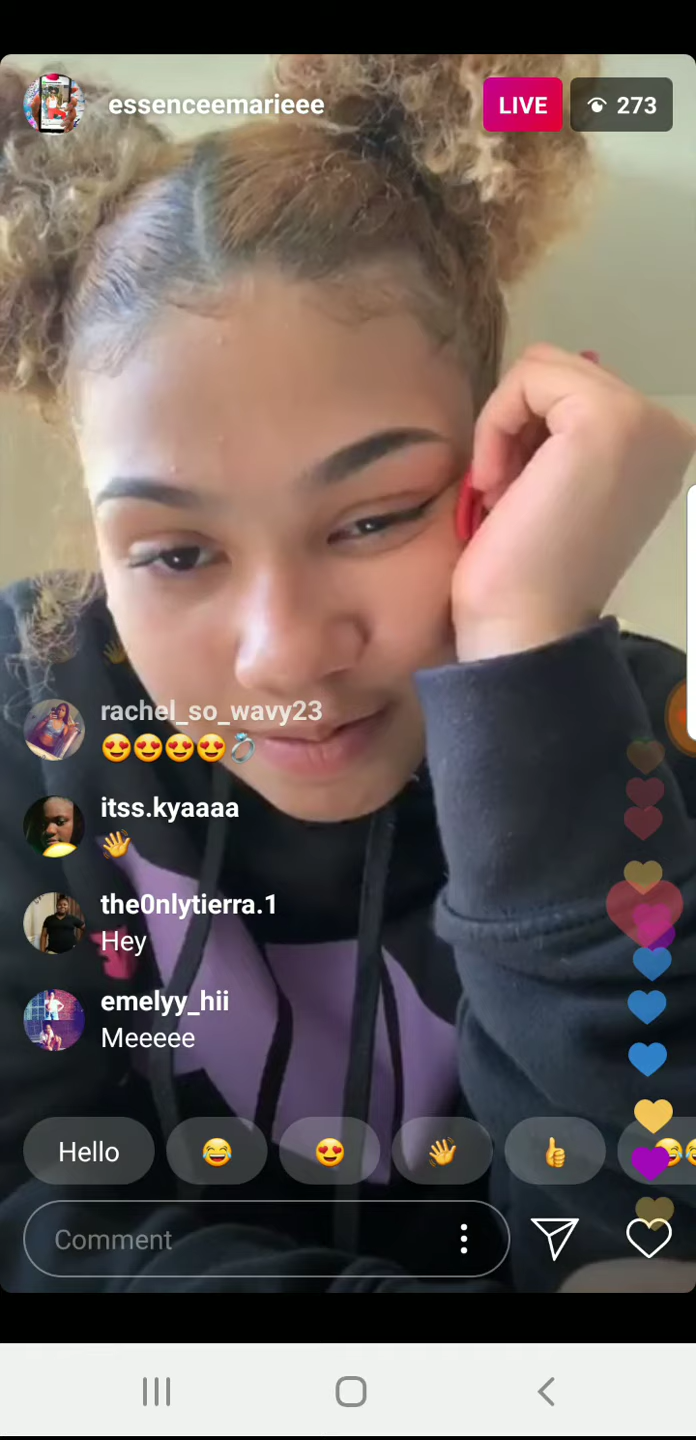 essenceemarieee
LIVE
273
rachel_so_wavy23
😍😍😍😍💍
itss.kyaaaa
👋
the0nlytierra.1
Hey
emelyy_hii
Meeeee
Hello 😂 😍 👋 👍 😂
Comment